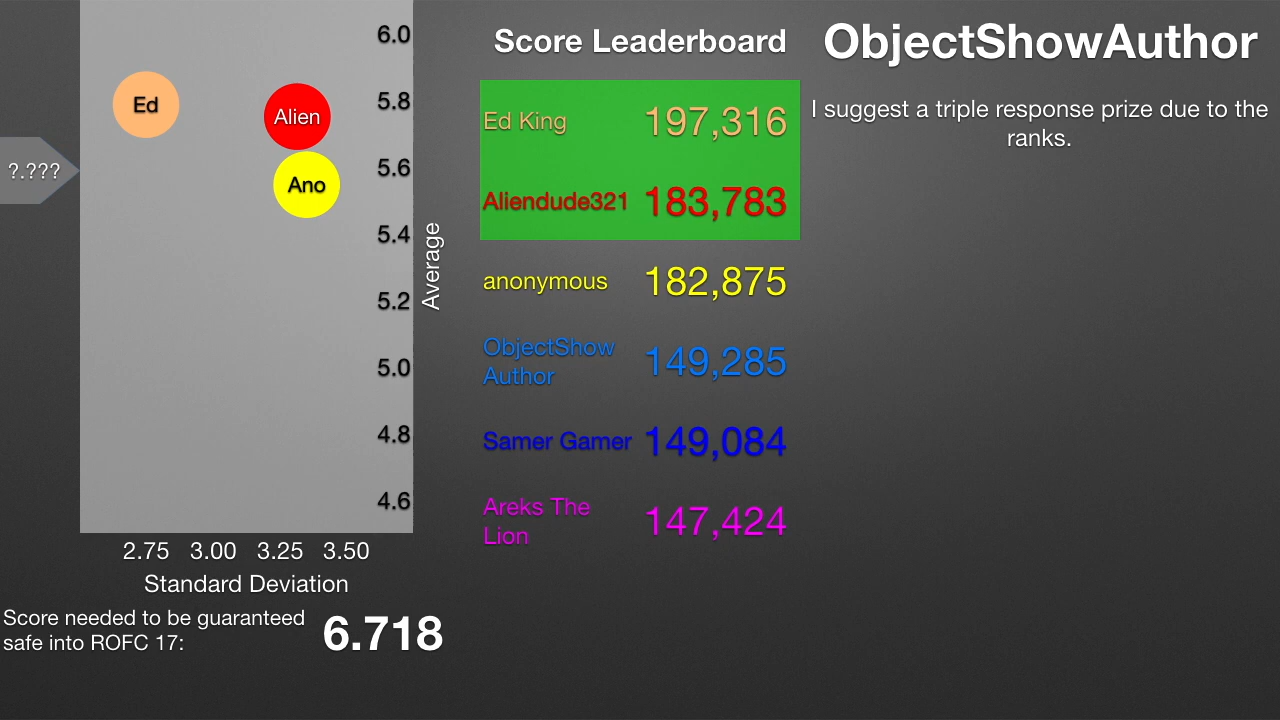 6.0
Ed
5.8
Alien
?.???
5.6
Ano
5.4
5.2
5.0
4.8
4.6
Average
2.75 3.00 3.25 3.50
Standard Deviation
Score needed to be guaranteed
safe into ROFC 17:
6.718
Score Leaderboard
Ed King 197,316
Aliendude321 183,783
anonymous 182,875
ObjectShow
Author 149,285
Samer Gamer 149,084
Areks The
Lion 147,424
ObjectShowAuthor
I suggest a triple response prize due to the
ranks.